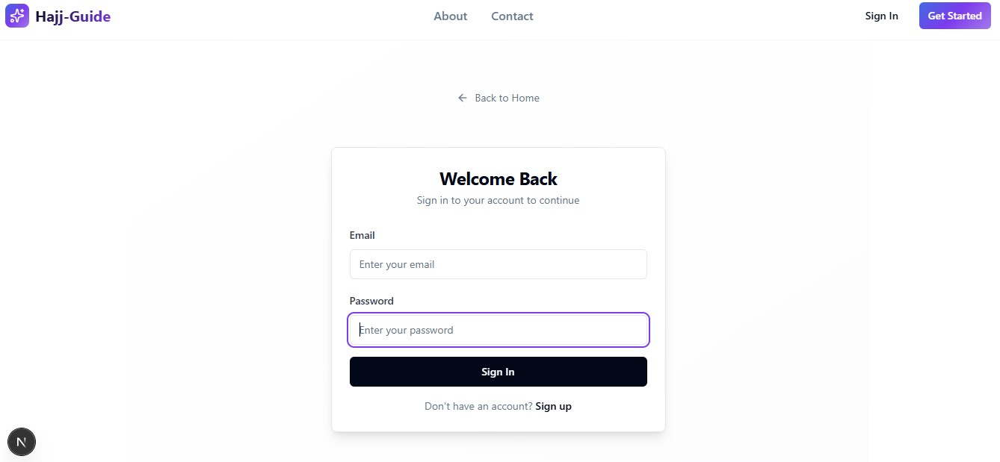 Hajj-Guide
About
Contact
Sign In
Get Started
Back to Home
Welcome Back
Sign in to your account to continue
Email
Enter your email
Password
Enter your password
Sign In
Don't have an account? Sign up
N